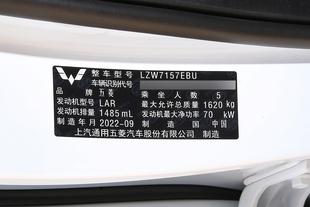 整车型号 LZW7157EBU
车辆识别代号
品牌 五菱 乘坐人数 5
发动机型号 LAR 最大允许总质量 1620 kg
发动机排量 1485 mL 发动机最大净功率 70 kW
制造年月 2022-09 制造国 中国
上汽通用五菱汽车股份有限公司制造